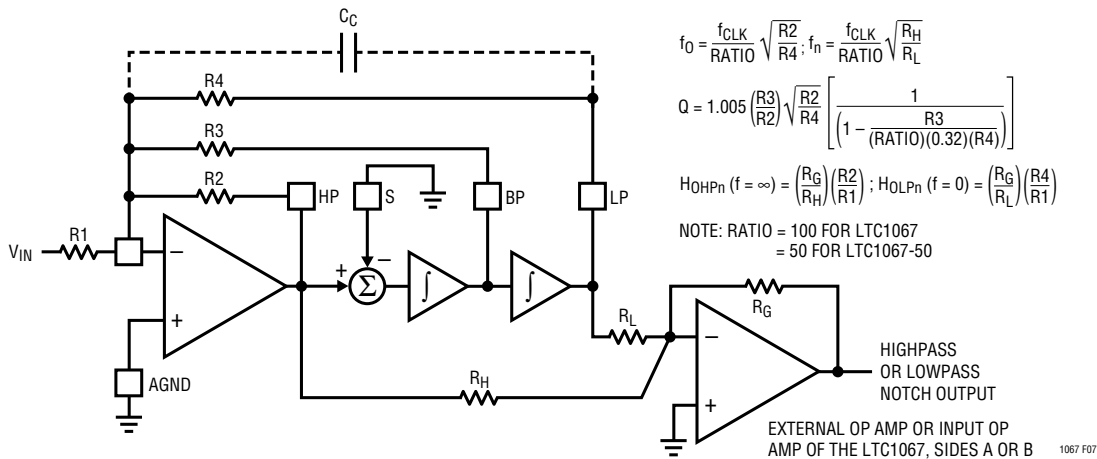 C_C
R4
R3
R2
HP
S
BP
LP
V_IN
R1
−
+
AGND
+
−
Σ
∫
∫
R_L
R_H
R_G
−
+
HIGHPASS
OR LOWPASS
NOTCH OUTPUT
EXTERNAL OP AMP OR INPUT OP
AMP OF THE LTC1067, SIDES A OR B
1067 F07
f_O = f_CLK/RATIO √(R2/R4) ; f_n = f_CLK/RATIO √(R_H/R_L)
Q = 1.005 (R3/R2) √(R2/R4) [1/(1 − R3/((RATIO)(0.32)(R4)))]
H_OHPn (f = ∞) = (R_G/R_H)(R2/R1) ; H_OLPn (f = 0) = (R_G/R_L)(R4/R1)
NOTE: RATIO = 100 FOR LTC1067
= 50 FOR LTC1067-50